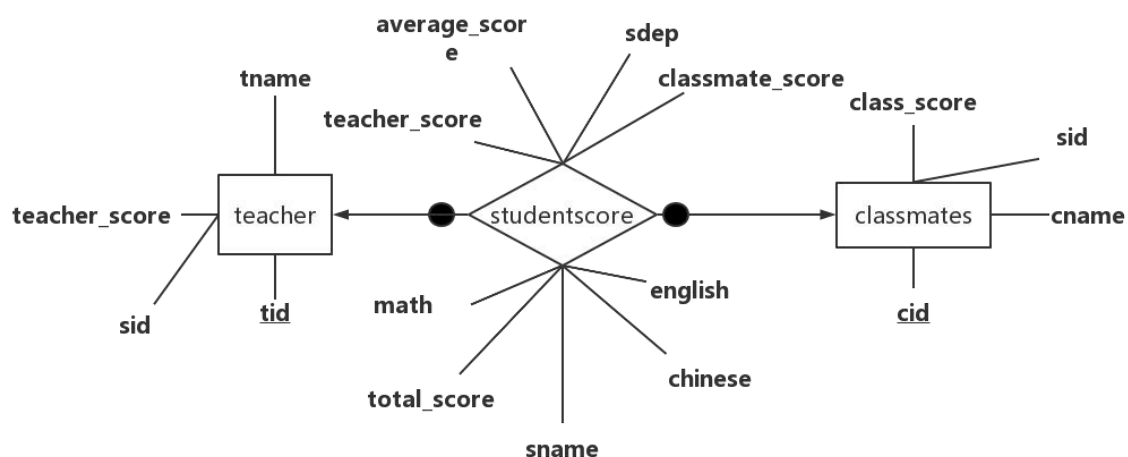 average_scor
e
sdep
tname
classmate_score
class_score
teacher_score
sid
teacher_score
teacher
studentscore
classmates
cname
english
math
sid
tid
cid
chinese
total_score
sname